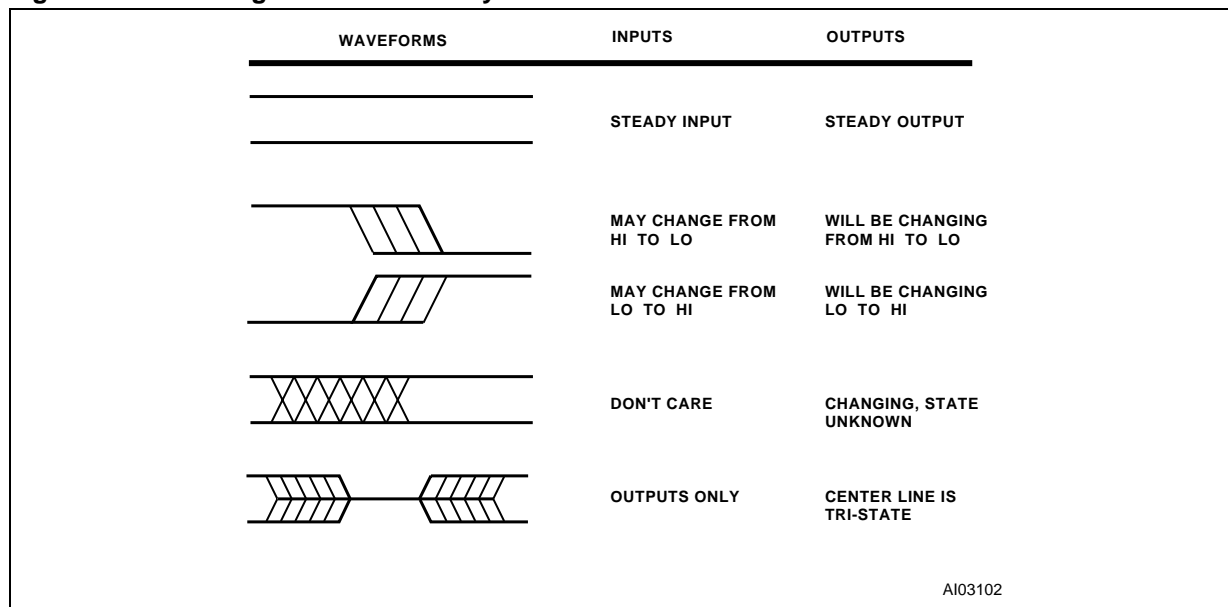 WAVEFORMS INPUTS OUTPUTS
STEADY INPUT STEADY OUTPUT
MAY CHANGE FROM WILL BE CHANGING
HI TO LO FROM HI TO LO
MAY CHANGE FROM WILL BE CHANGING
LO TO HI LO TO HI
DON'T CARE CHANGING, STATE
UNKNOWN
OUTPUTS ONLY CENTER LINE IS
TRI-STATE
AI03102